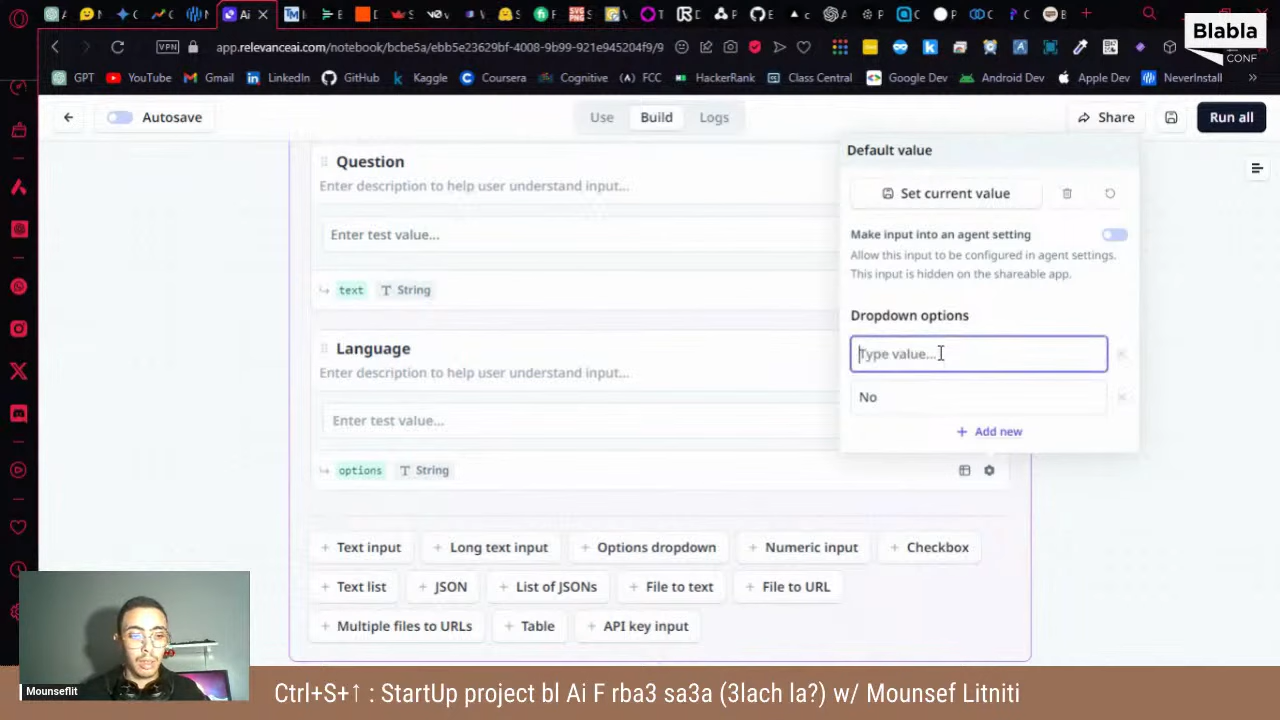 Ai
Blabla
CONF
VPN
app.relevanceai.com/notebook/bcbe5a/ebb5e23629bf-4008-9b99-921e945204f9/9
GPT
YouTube
Gmail
LinkedIn
GitHub
Kaggle
Coursera
Cognitive
(A) FCC
HackerRank
Class Central
Google Dev
Android Dev
Apple Dev
NeverInstall
Autosave
Use
Build
Logs
Share
Run all
Question
Enter description to help user understand input...
Enter test value...
text
String
Language
Enter description to help user understand input...
Enter test value...
options
String
Default value
Set current value
Make input into an agent setting
Allow this input to be configured in agent settings.
This input is hidden on the shareable app.
Dropdown options
Type value...
No
+ Add new
+ Text input
+ Long text input
+ Options dropdown
+ Numeric input
+ Checkbox
+ Text list
+ JSON
+ List of JSONs
+ File to text
+ File to URL
+ Multiple files to URLs
+ Table
+ API key input
Mounseflit
Ctrl+S+↑ : StartUp project bl Ai F rba3 sa3a (3lach la?) w/ Mounsef Litniti